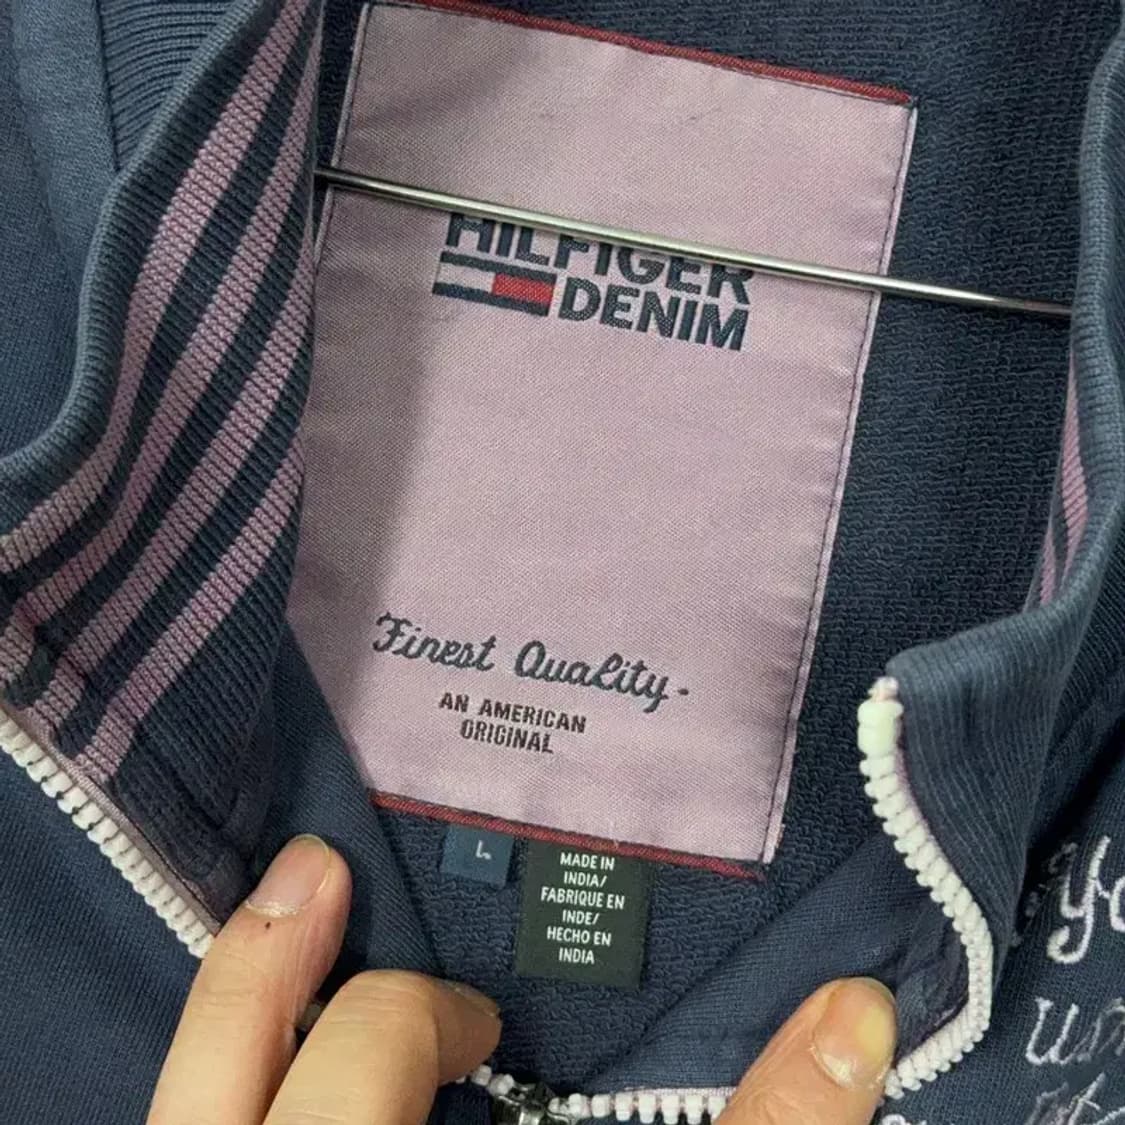 HILFIGER
DENIM
Finest Quality.
AN AMERICAN
ORIGINAL
L
MADE IN
INDIA/
FABRIQUE EN
INDE/
HECHO EN
INDIA